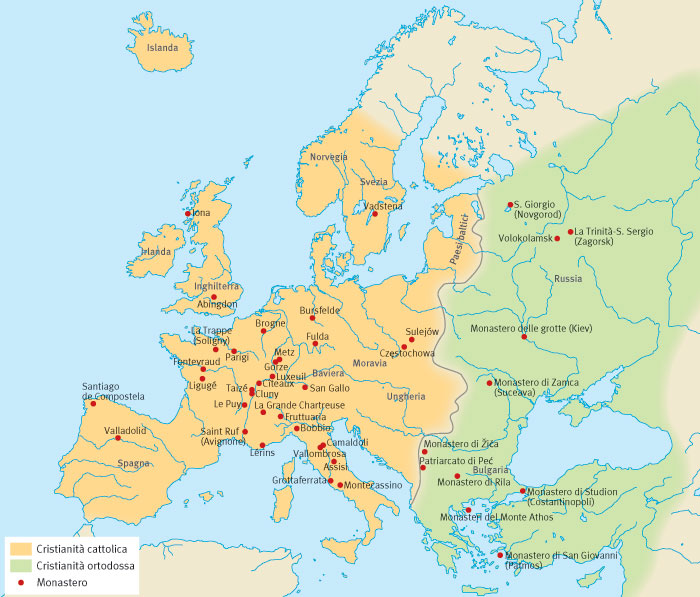 Islanda
Norvegia
Svezia
Vadstena
Iona
Irlanda
Inghilterra
Abingdon
Paesi baltici
S. Giorgio
(Novgorod)
Volokolamsk
La Trinità-S. Sergio
(Zagorsk)
Russia
Bursfelde
Brogne
Fulda
Sulejów
Częstochowa
Monastero delle grotte (Kiev)
La Trappe
(Soligny)
Parigi
Metz
Gorze
Moravia
Fontevraud
Luxeuil
Baviera
Ligugé
Taizé
Cîteaux
Cluny
San Gallo
Ungheria
Monastero di Zamca
(Suceava)
Santiago
de Compostela
Le Puy
La Grande Chartreuse
Fruttuaria
Valladolid
Saint Ruf
(Avignone)
Bobbio
Lérins
Camaldoli
Vallombrosa
Assisi
Monastero di Žiča
Patriarcato di Peć
Bulgaria
Monastero di Rila
Spagna
Grottaferrata
Montecassino
Monastero di Studion
(Costantinopoli)
Monasteri del Monte Athos
Monastero di San Giovanni
(Patmos)
Cristianità cattolica
Cristianità ortodossa
Monastero